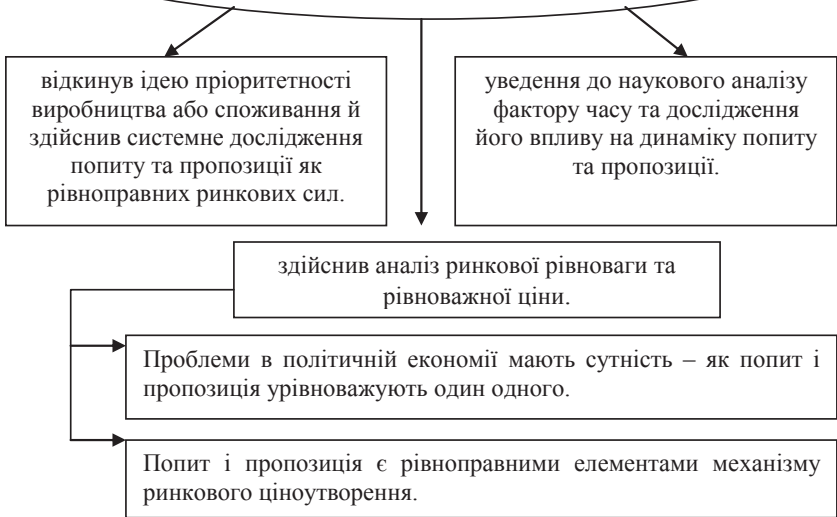 відкинув ідею пріоритетності
виробництва або споживання й
здійснив системне дослідження
попиту та пропозиції як
рівноправних ринкових сил.
уведення до наукового аналізу
фактору часу та дослідження
його впливу на динаміку попиту
та пропозиції.
здійснив аналіз ринкової рівноваги та
рівноважної ціни.
Проблеми в політичній економії мають сутність – як попит і
пропозиція урівноважують один одного.
Попит і пропозиція є рівноправними елементами механізму
ринкового ціноутворення.